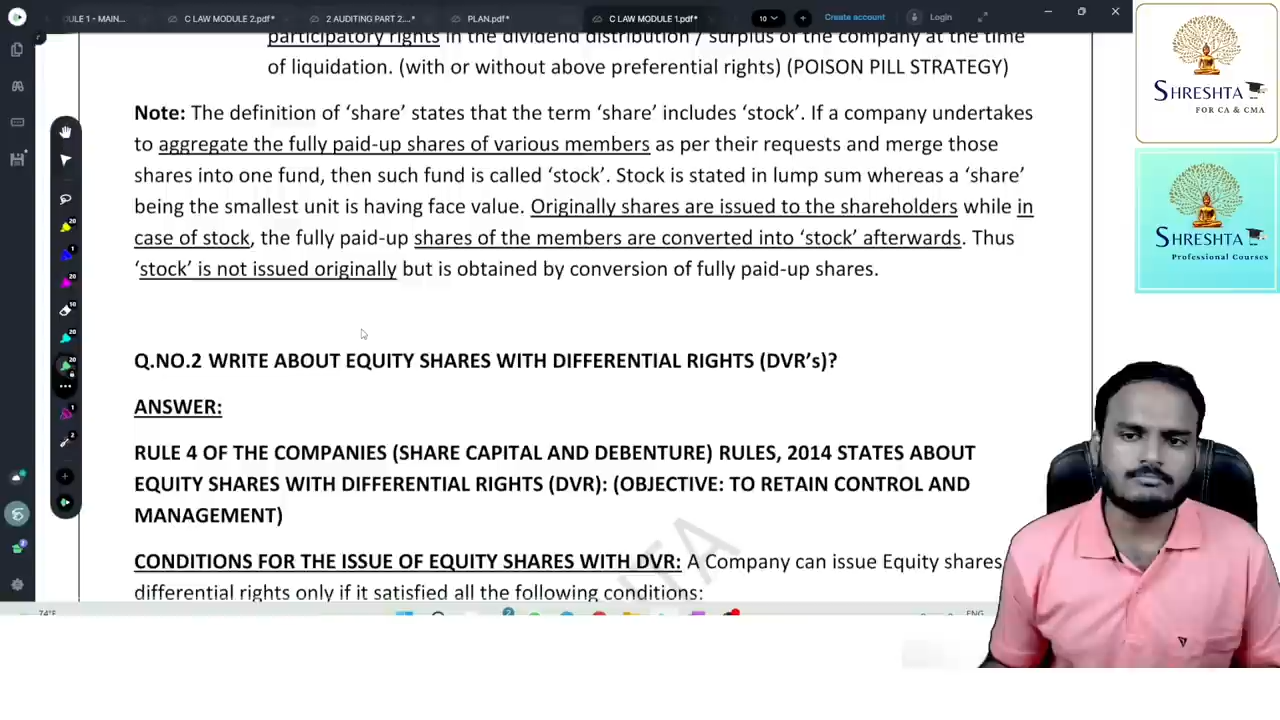 ULE 1 - MAIN...
C LAW MODULE 2.pdf*
2 AUDITING PART 2....*
PLAN.pdf*
C LAW MODULE 1.pdf*
10
Create account
Login
participatory rights in the dividend distribution / surplus of the company at the time
of liquidation. (with or without above preferential rights) (POISON PILL STRATEGY)
Note: The definition of ‘share’ states that the term ‘share’ includes ‘stock’. If a company undertakes
to aggregate the fully paid-up shares of various members as per their requests and merge those
shares into one fund, then such fund is called ‘stock’. Stock is stated in lump sum whereas a ‘share’
being the smallest unit is having face value. Originally shares are issued to the shareholders while in
case of stock, the fully paid-up shares of the members are converted into ‘stock’ afterwards. Thus
‘stock’ is not issued originally but is obtained by conversion of fully paid-up shares.
Q.NO.2 WRITE ABOUT EQUITY SHARES WITH DIFFERENTIAL RIGHTS (DVR’s)?
ANSWER:
RULE 4 OF THE COMPANIES (SHARE CAPITAL AND DEBENTURE) RULES, 2014 STATES ABOUT
EQUITY SHARES WITH DIFFERENTIAL RIGHTS (DVR): (OBJECTIVE: TO RETAIN CONTROL AND
MANAGEMENT)
CONDITIONS FOR THE ISSUE OF EQUITY SHARES WITH DVR: A Company can issue Equity shares
differential rights only if it satisfied all the following conditions:
74°F
ENG
SHRESHTA
FOR CA & CMA
SHRESHTA
Professional Courses